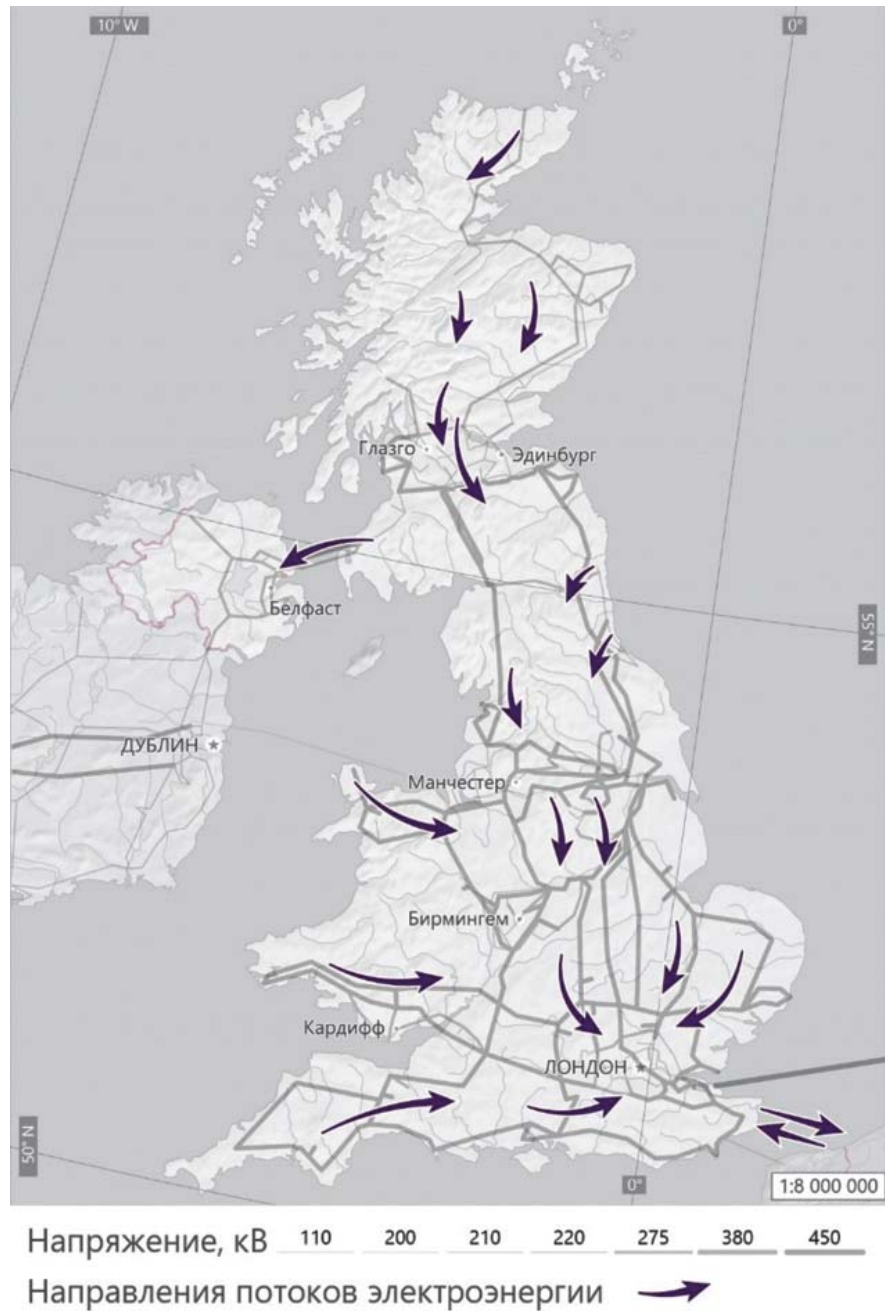 10° W
0°
Глазго
Эдинбург
Белфаст
55° N
ДУБЛИН
Манчестер
Бирмингем
Кардифф
ЛОНДОН
50° N
0°
1:8 000 000
Напряжение, кВ 110 200 210 220 275 380 450
Направления потоков электроэнергии